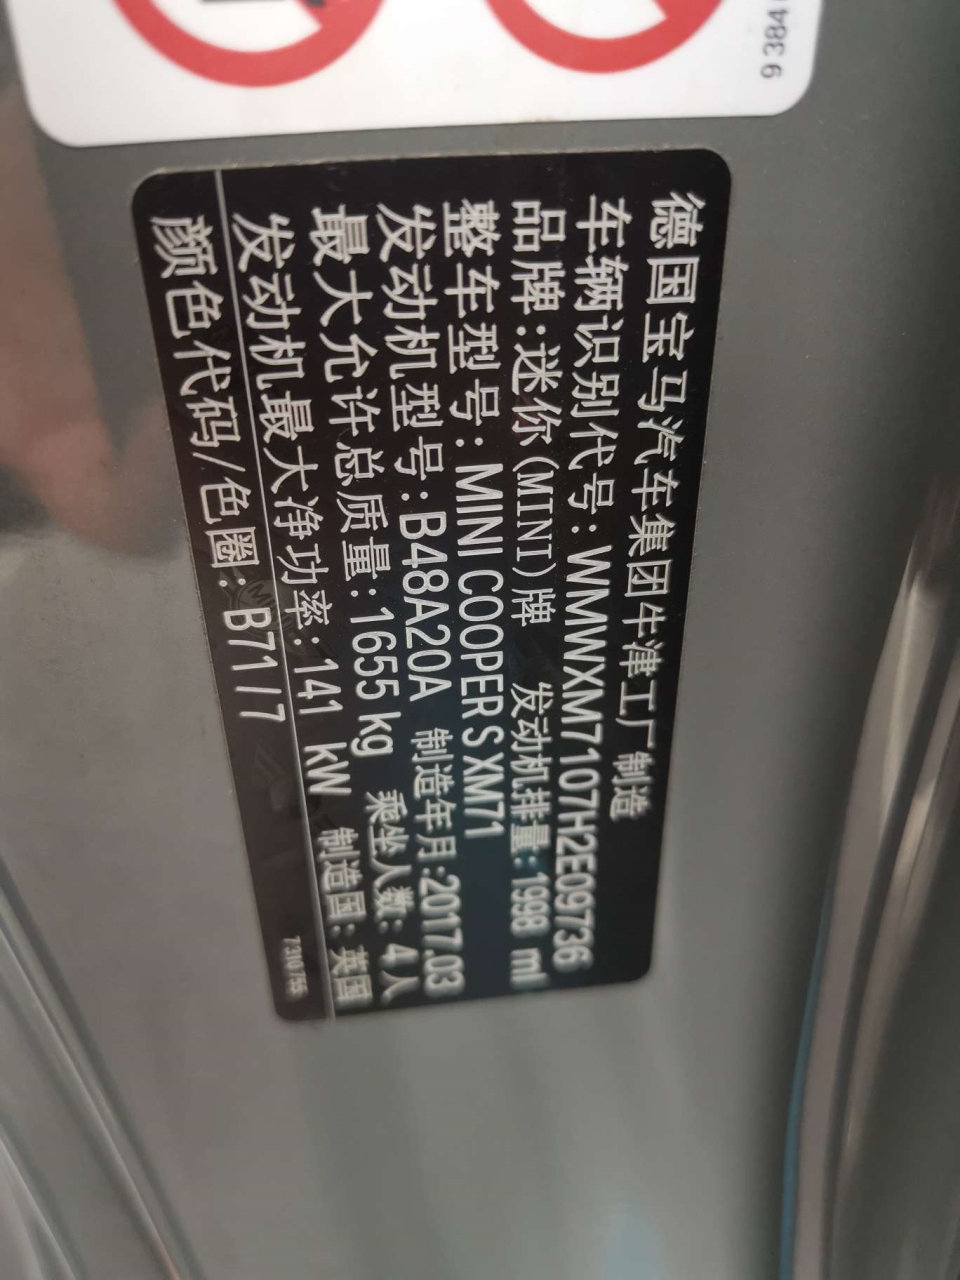 9 384
德国宝马汽车集团牛津工厂制造
车辆识别代号: WMWXM7107H2E09736
品牌:迷你(MINI)牌 发动机排量:1998 ml
整车型号: MINI COOPER S XM71
发动机型号:B48A20A 制造年月:2017.03
最大允许总质量:1655 kg 乘坐人数: 4人
发动机最大净功率:141 kW 制造国: 英国
颜色代码/色圈: B71 / 7